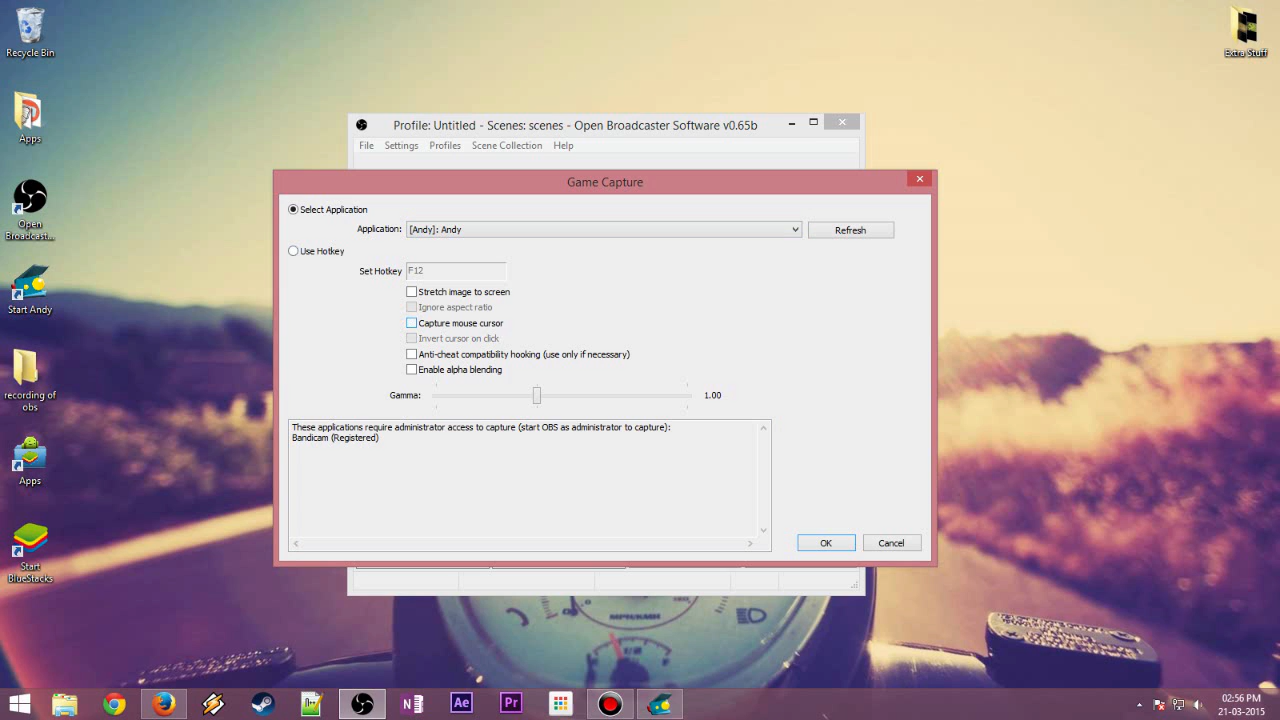 Recycle Bin
Extra Stuff
Apps
Open
Broadcast...
Start Andy
recording of
obs
Apps
Start
BlueStacks
Profile: Untitled - Scenes: scenes - Open Broadcaster Software v0.65b
File Settings Profiles Scene Collection Help
Game Capture
Select Application
Application: [Andy]: Andy Refresh
Use Hotkey
Set Hotkey F12
Stretch image to screen
Ignore aspect ratio
Capture mouse cursor
Invert cursor on click
Anti-cheat compatibility hooking (use only if necessary)
Enable alpha blending
Gamma: 1.00
These applications require administrator access to capture (start OBS as administrator to capture):
Bandicam (Registered)
OK Cancel
MPH/KMH
N Ae Pr
02:56 PM
21-03-2015